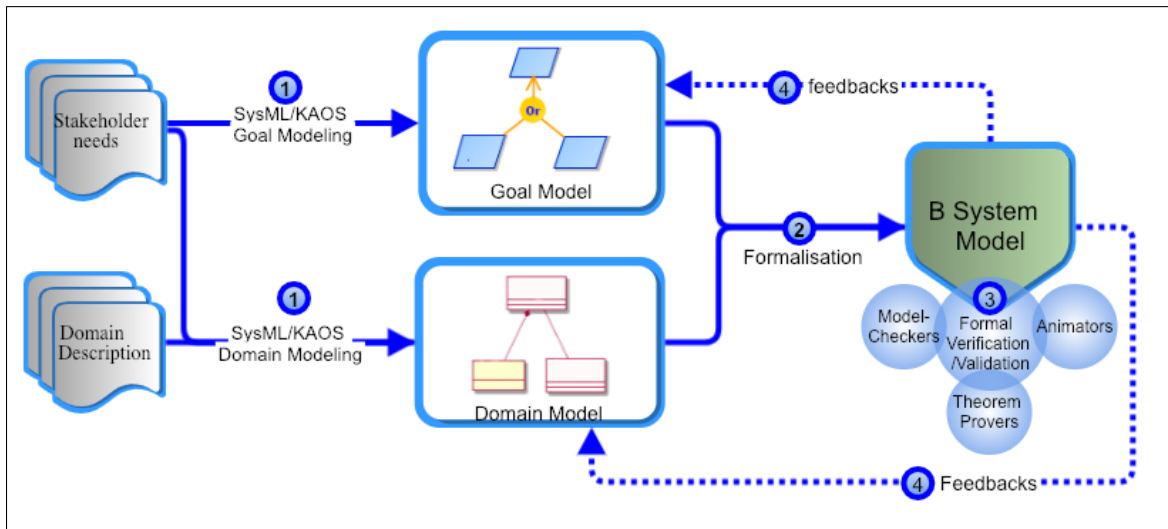 Stakeholder
needs
1
SysML/KAOS
Goal Modeling
Or
Goal Model
4 feedbacks
B System
Model
2
Formalisation
Domain
Description
1
SysML/KAOS
Domain Modeling
Domain Model
3
Model-
Checkers
Formal
Verification
/Validation
Animators
Theorem
Provers
4 Feedbacks